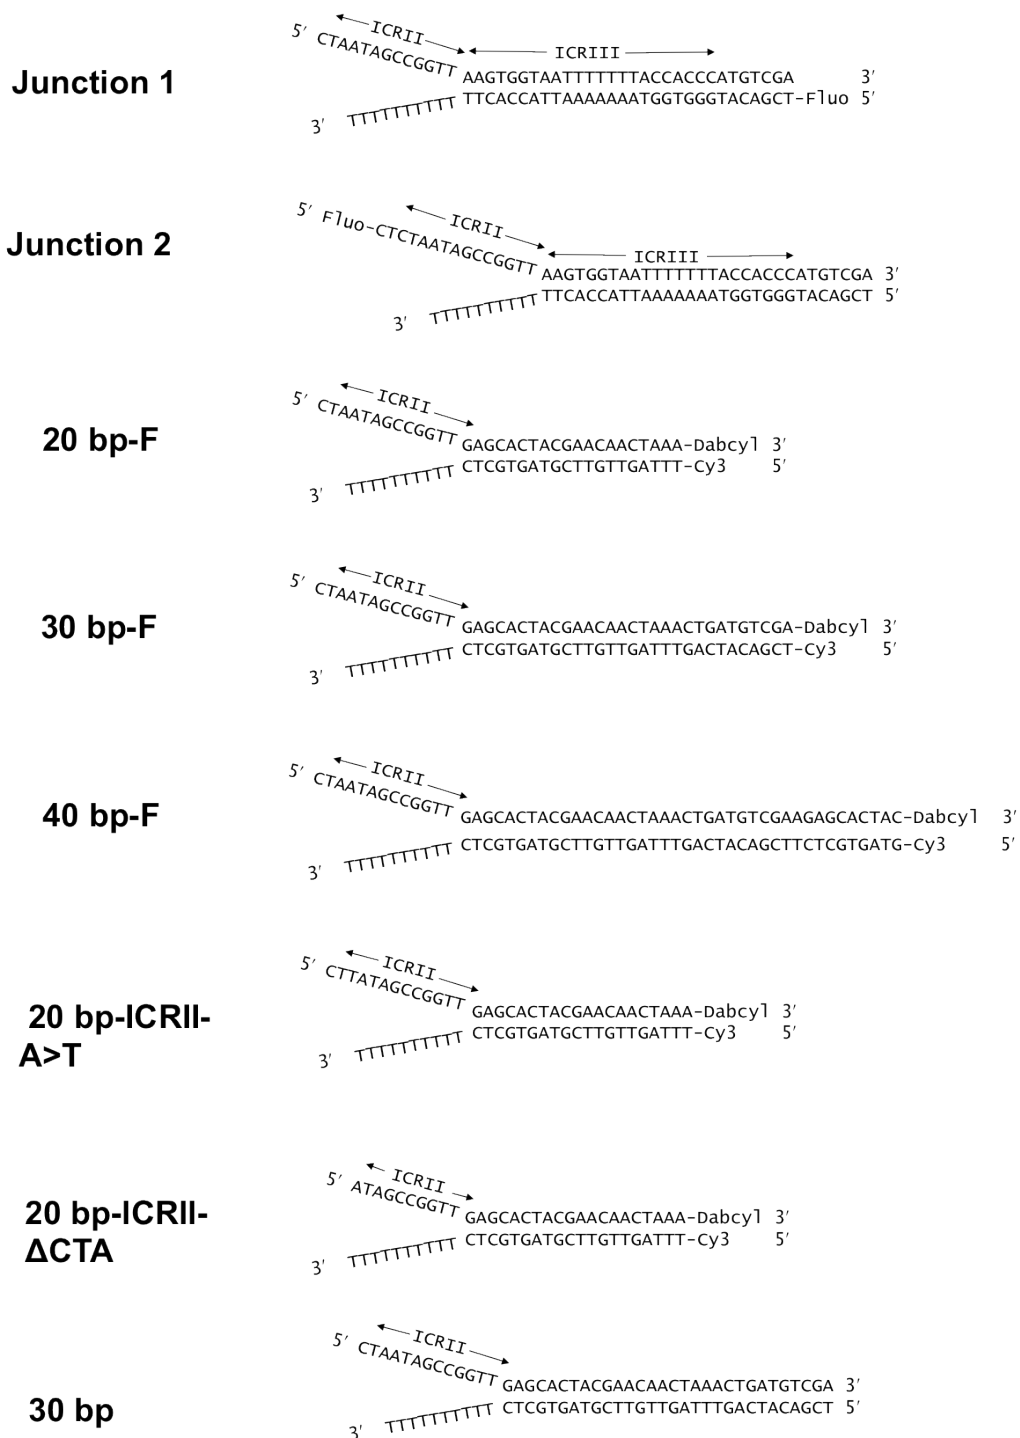 5′ CTAATAGCCGGTT
ICRII
ICRIII
Junction 1
AAGTGGTAATTTTTTTACCACCCATGTCGA 3′
TTCACCATTAAAAAAATGGTGGGTACAGCT-Fluo 5′
3′ TTTTTTTTTT
5′ Fluo-CTCTAATAGCCGGTT
ICRII
ICRIII
Junction 2
AAGTGGTAATTTTTTTACCACCCATGTCGA 3′
TTCACCATTAAAAAAATGGTGGGTACAGCT 5′
3′ TTTTTTTTTT
5′ CTAATAGCCGGTT
ICRII
20 bp-F
GAGCACTACGAACAACTAAA-Dabcyl 3′
CTCGTGATGCTTGTTGATTT-Cy3 5′
3′ TTTTTTTTTT
5′ CTAATAGCCGGTT
ICRII
30 bp-F
GAGCACTACGAACAACTAAACTGATGTCGA-Dabcyl 3′
CTCGTGATGCTTGTTGATTTGACTACAGCT-Cy3 5′
3′ TTTTTTTTTT
5′ CTAATAGCCGGTT
ICRII
40 bp-F
GAGCACTACGAACAACTAAACTGATGTCGAAGAGCACTAC-Dabcyl 3′
CTCGTGATGCTTGTTGATTTGACTACAGCTTCTCGTGATG-Cy3 5′
3′ TTTTTTTTTT
5′ CTTATAGCCGGTT
ICRII
20 bp-ICRII-
A>T
GAGCACTACGAACAACTAAA-Dabcyl 3′
CTCGTGATGCTTGTTGATTT-Cy3 5′
3′ TTTTTTTTTT
5′ ATAGCCGGTT
ICRII
20 bp-ICRII-
ΔCTA
GAGCACTACGAACAACTAAA-Dabcyl 3′
CTCGTGATGCTTGTTGATTT-Cy3 5′
3′ TTTTTTTTTT
5′ CTAATAGCCGGTT
ICRII
30 bp
GAGCACTACGAACAACTAAACTGATGTCGA 3′
CTCGTGATGCTTGTTGATTTGACTACAGCT 5′
3′ TTTTTTTTTT